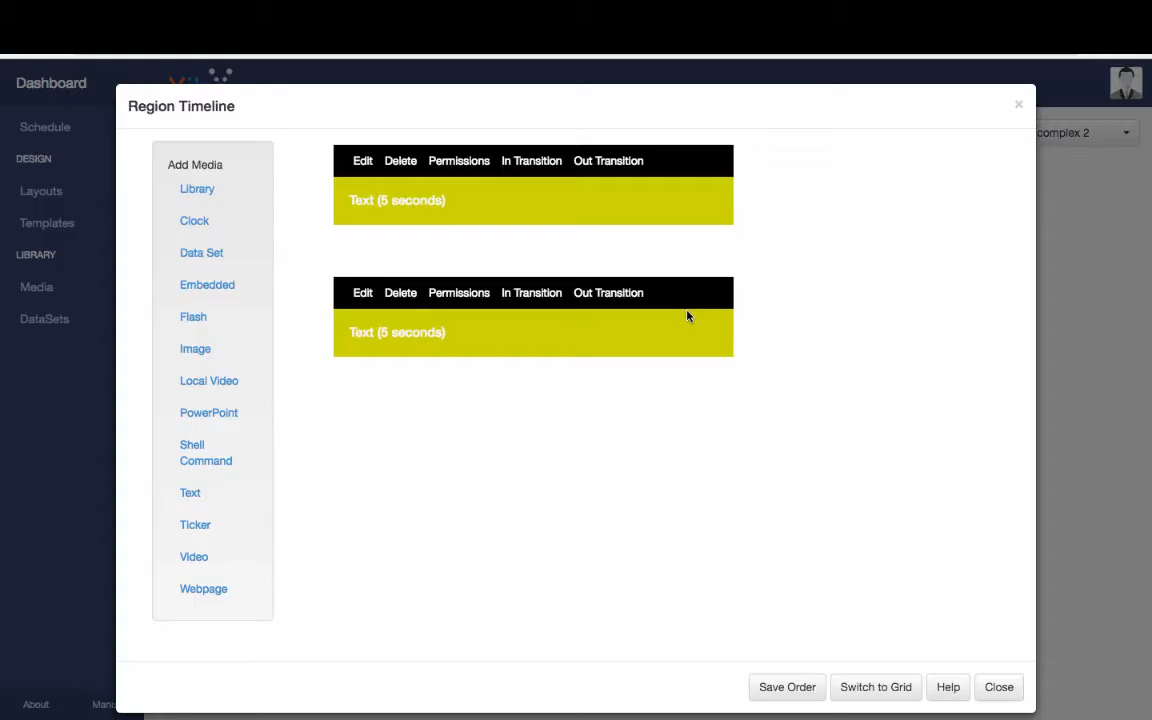 Dashboard
Region Timeline
×
complex 2
Schedule
DESIGN
Layouts
Templates
LIBRARY
Media
DataSets
Add Media
Library
Clock
Data Set
Embedded
Flash
Image
Local Video
PowerPoint
Shell
Command
Text
Ticker
Video
Webpage
Edit Delete Permissions In Transition Out Transition
Text (5 seconds)
Edit Delete Permissions In Transition Out Transition
Text (5 seconds)
Save Order Switch to Grid Help Close
About